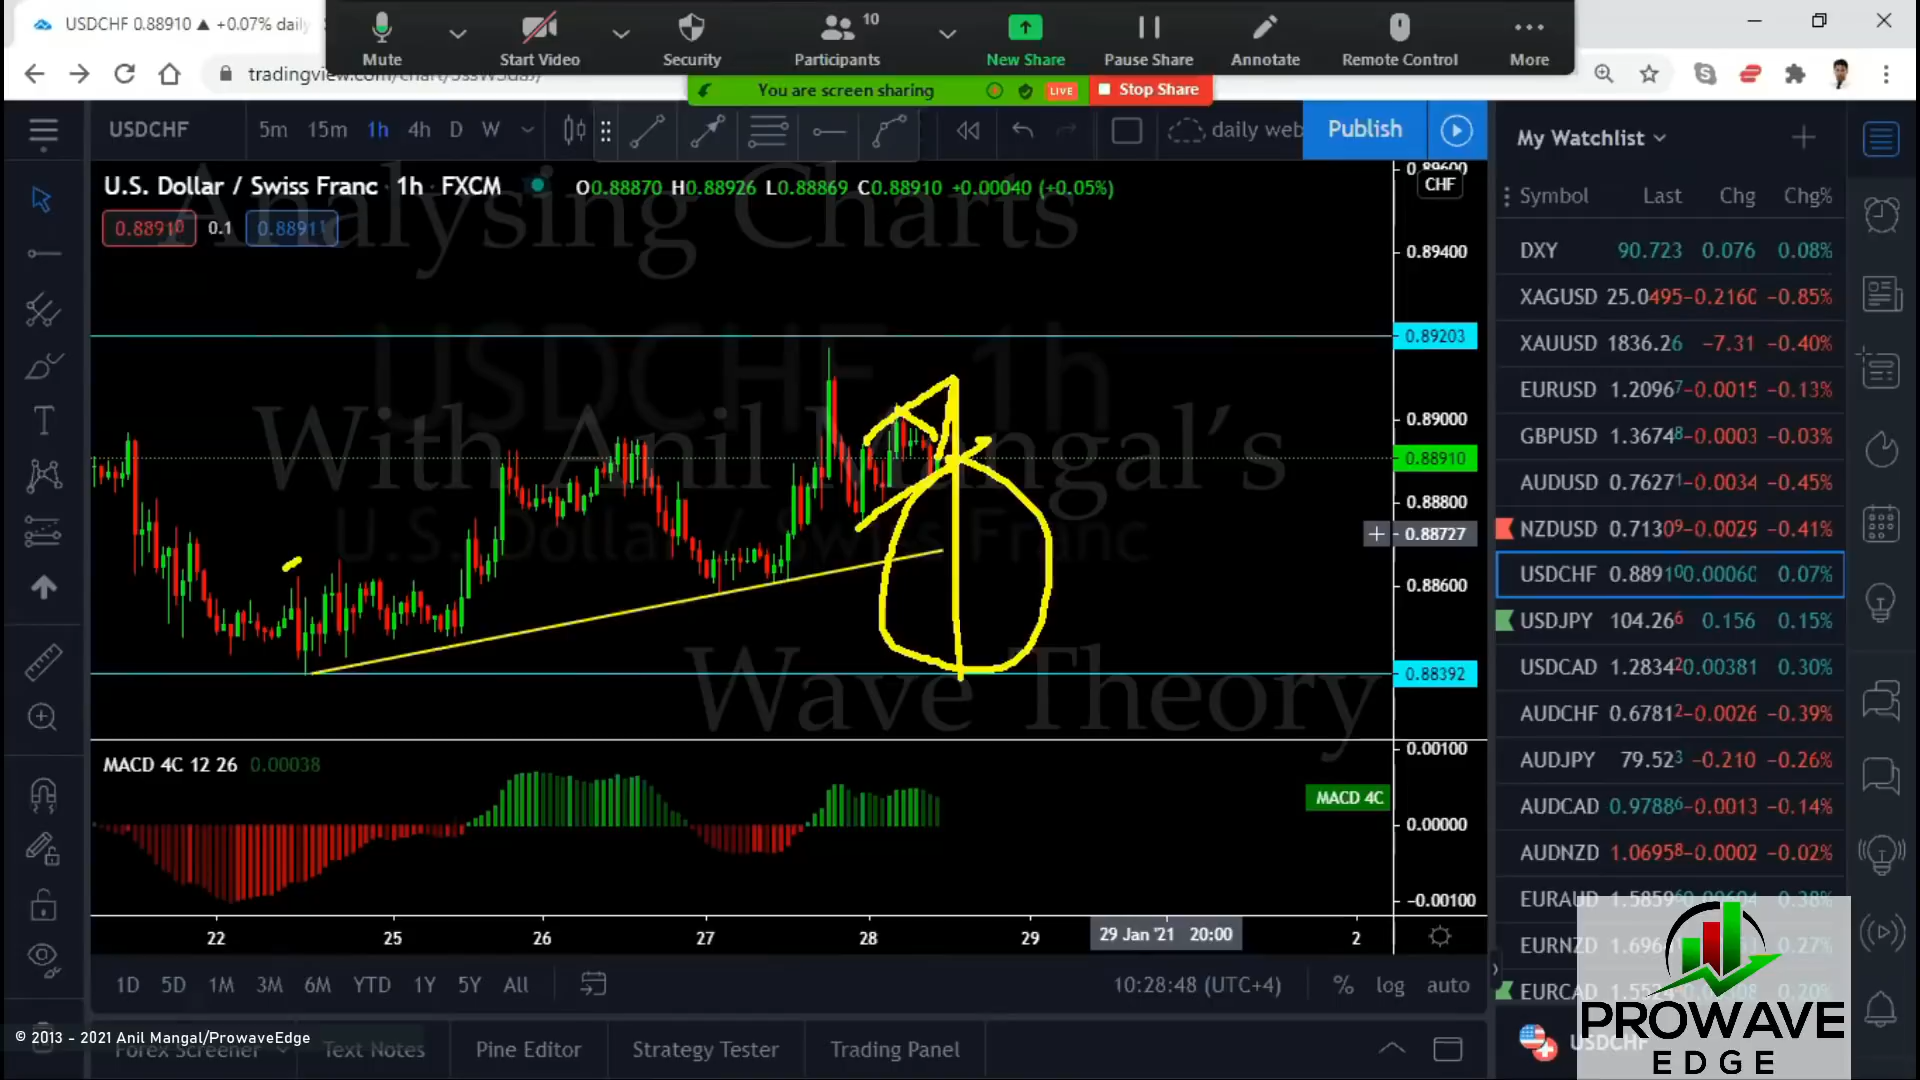 USDCHF 0.88910 ▲ +0.07% daily
Mute
Start Video
Security
10
Participants
New Share
Pause Share
Annotate
Remote Control
More
You are screen sharing
LIVE
Stop Share
USDCHF
5m 15m 1h 4h D W
daily web
Publish
My Watchlist
U.S. Dollar / Swiss Franc 1h FXCM
O0.88870 H0.88926 L0.88869 C0.88910 +0.00040 (+0.05%)
0.88910 0.1 0.88911
Analysing Charts
With Anil Mangal's
Wave Theory
USDCHF, 1h
U.S. Dollar / Swiss Franc
0.89600
CHF
0.89400
0.89203
0.89000
0.88910
0.88800
0.88727
0.88600
0.88392
MACD 4C 12 26 0.00038
0.00100
MACD 4C
0.00000
-0.00100
22 25 26 27 28 29 29 Jan '21 20:00 2
1D 5D 1M 3M 6M YTD 1Y 5Y All
10:28:48 (UTC+4)
% log auto
Symbol Last Chg Chg%
DXY 90.723 0.076 0.08%
XAGUSD 25.0495 -0.2160 -0.85%
XAUUSD 1836.26 -7.31 -0.40%
EURUSD 1.20967 -0.0015 -0.13%
GBPUSD 1.36748 -0.0003 -0.03%
AUDUSD 0.76271 -0.0034 -0.45%
NZDUSD 0.71309 -0.0029 -0.41%
USDCHF 0.88910 0.00060 0.07%
USDJPY 104.266 0.156 0.15%
USDCAD 1.28342 0.00381 0.30%
AUDCHF 0.67812 -0.0026 -0.39%
AUDJPY 79.523 -0.210 -0.26%
AUDCAD 0.97886 -0.0013 -0.14%
AUDNZD 1.06958 -0.0002 -0.02%
EURAUD
EURNZD
EURCAD
USDCHF
© 2013 - 2021 Anil Mangal/ProwaveEdge
Forex Screener
Text Notes
Pine Editor
Strategy Tester
Trading Panel
PROWAVE
EDGE